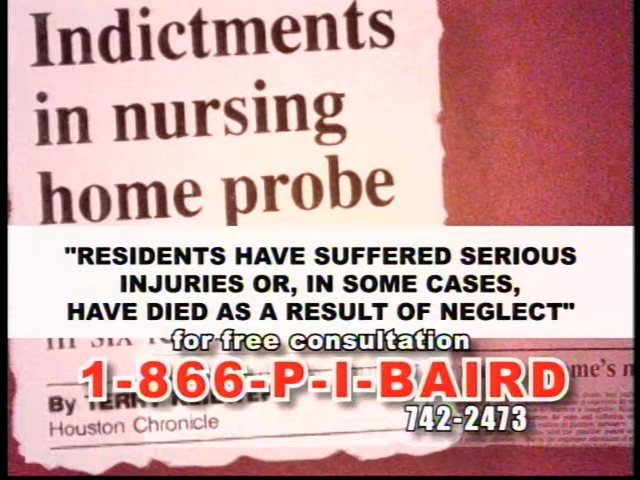 Indictments
in nursing
home probe
"RESIDENTS HAVE SUFFERED SERIOUS
INJURIES OR, IN SOME CASES,
HAVE DIED AS A RESULT OF NEGLECT"
for free consultation
1-866-P-I-BAIRD
742-2473
By
Houston Chronicle